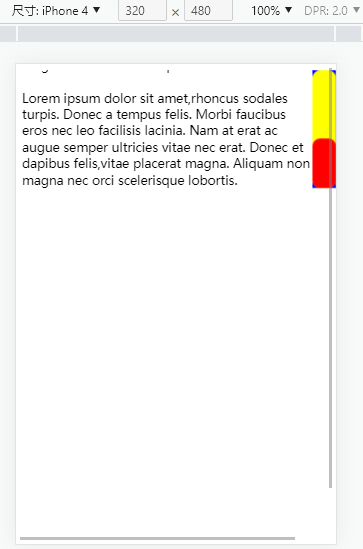 尺寸: iPhone 4 ▼ 320 × 480 100% ▼ DPR: 2.0 ▼
Lorem ipsum dolor sit amet,rhoncus sodales
turpis. Donec a tempus felis. Morbi faucibus
eros nec leo facilisis lacinia. Nam at erat ac
augue semper ultricies vitae nec erat. Donec et
dapibus felis,vitae placerat magna. Aliquam non
magna nec orci scelerisque lobortis.